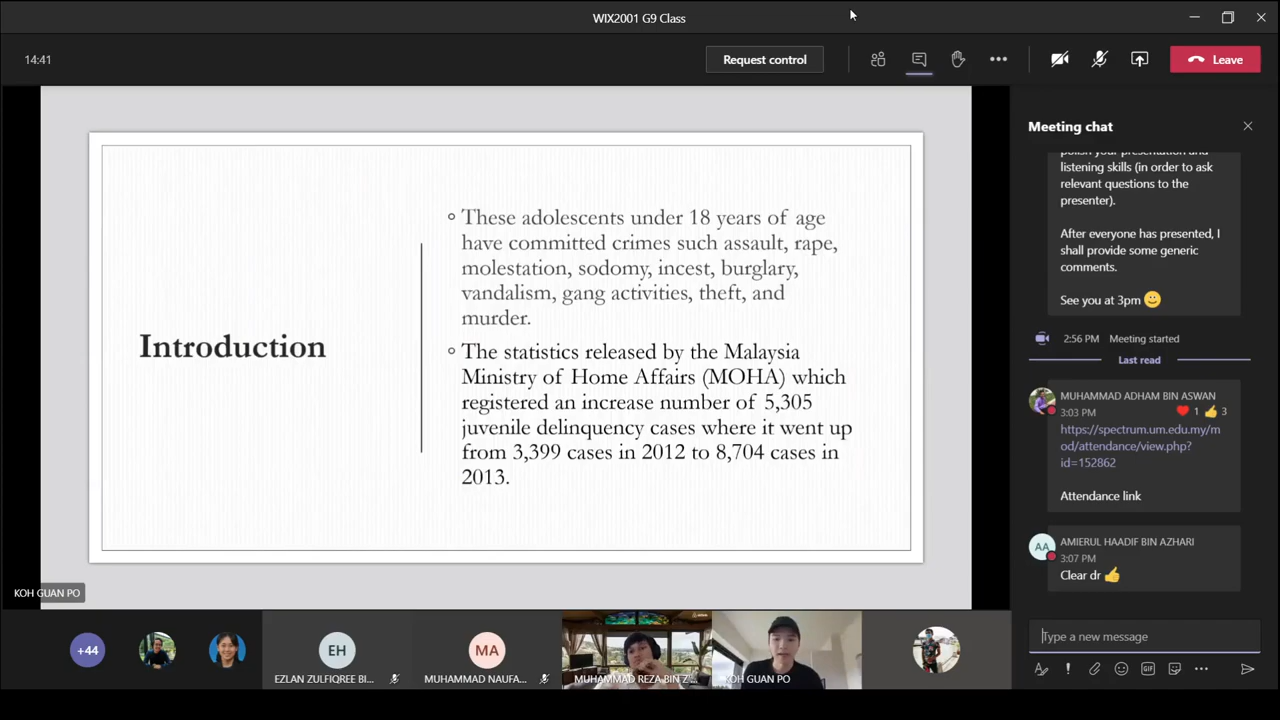 WIX2001 G9 Class
14:41
Request control
Leave
Introduction
These adolescents under 18 years of age
have committed crimes such assault, rape,
molestation, sodomy, incest, burglary,
vandalism, gang activities, theft, and
murder.
The statistics released by the Malaysia
Ministry of Home Affairs (MOHA) which
registered an increase number of 5,305
juvenile delinquency cases where it went up
from 3,399 cases in 2012 to 8,704 cases in
2013.
KOH GUAN PO
+44
EH
EZLAN ZULFIQREE BI...
MA
MUHAMMAD NAUFA...
MUHAMMAD REZA BIN Z...
KOH GUAN PO
Meeting chat
polish your presentation and
listening skills (in order to ask
relevant questions to the
presenter).
After everyone has presented, I
shall provide some generic
comments.
See you at 3pm 🙂
2:56 PM Meeting started
Last read
MUHAMMAD ADHAM BIN ASWAN
3:03 PM ❤️ 1 👍 3
https://spectrum.um.edu.my/m
od/attendance/view.php?
id=152862
Attendance link
AA
AMIERUL HAADIF BIN AZHARI
3:07 PM
Clear dr 👍
Type a new message
GIF